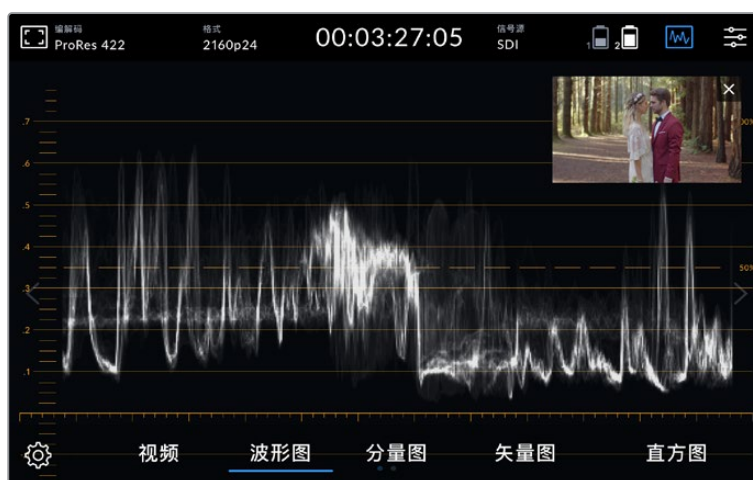 编解码
ProRes 422
格式
2160p24
00:03:27:05
信号源
SDI
1
2
.7
.6
.5
.4
50%
.3
.2
.1
视频
波形图
分量图
矢量图
直方图